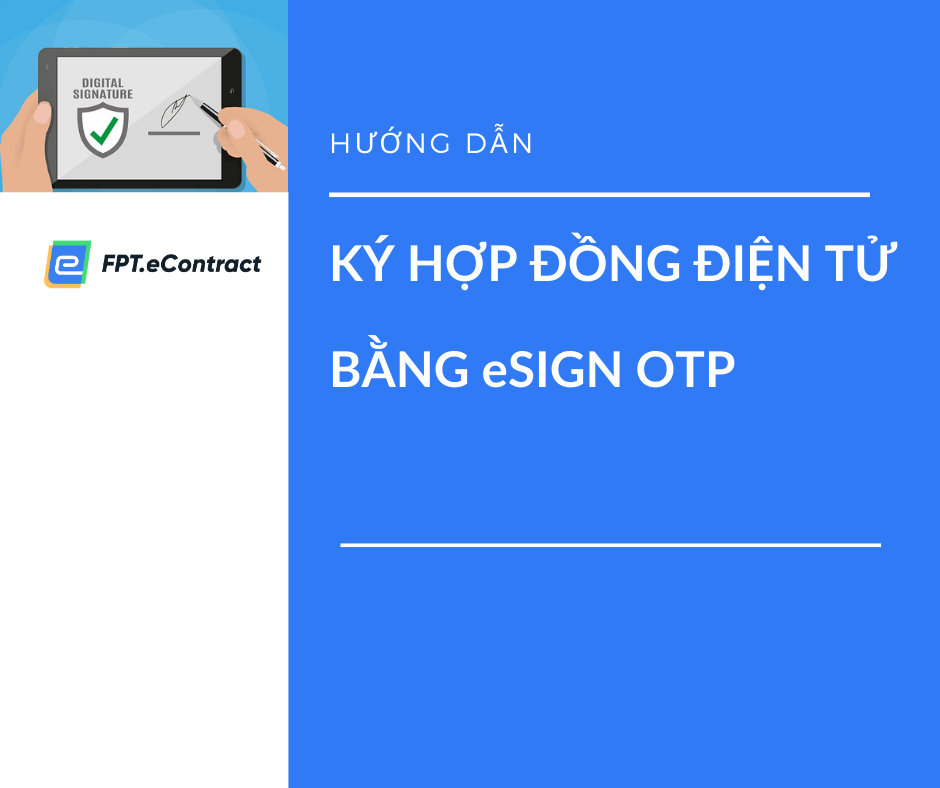 DIGITAL
SIGNATURE
FPT.eContract
HƯỚNG DẪN
KÝ HỢP ĐỒNG ĐIỆN TỬ
BẰNG eSIGN OTP